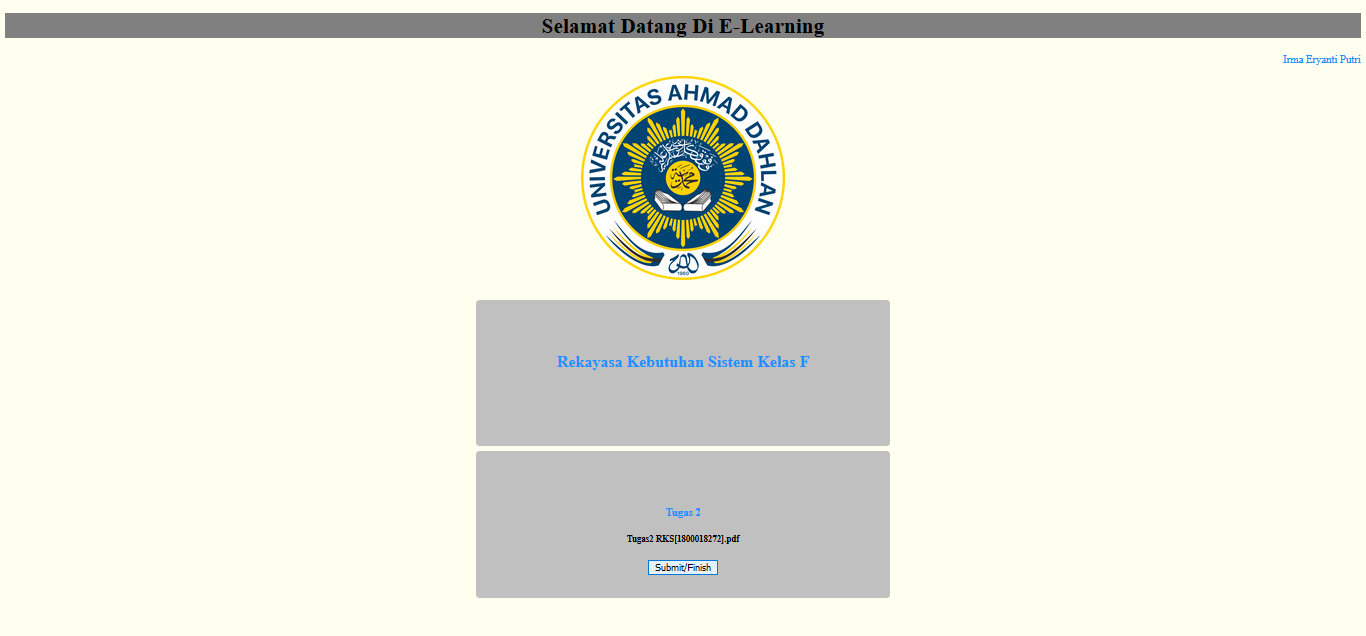 Selamat Datang Di E-Learning
Irma Eryanti Putri
UNIVERSITAS AHMAD DAHLAN
1960
Rekayasa Kebutuhan Sistem Kelas F
Tugas 2
Tugas2 RKS[1800018272].pdf
Submit/Finish